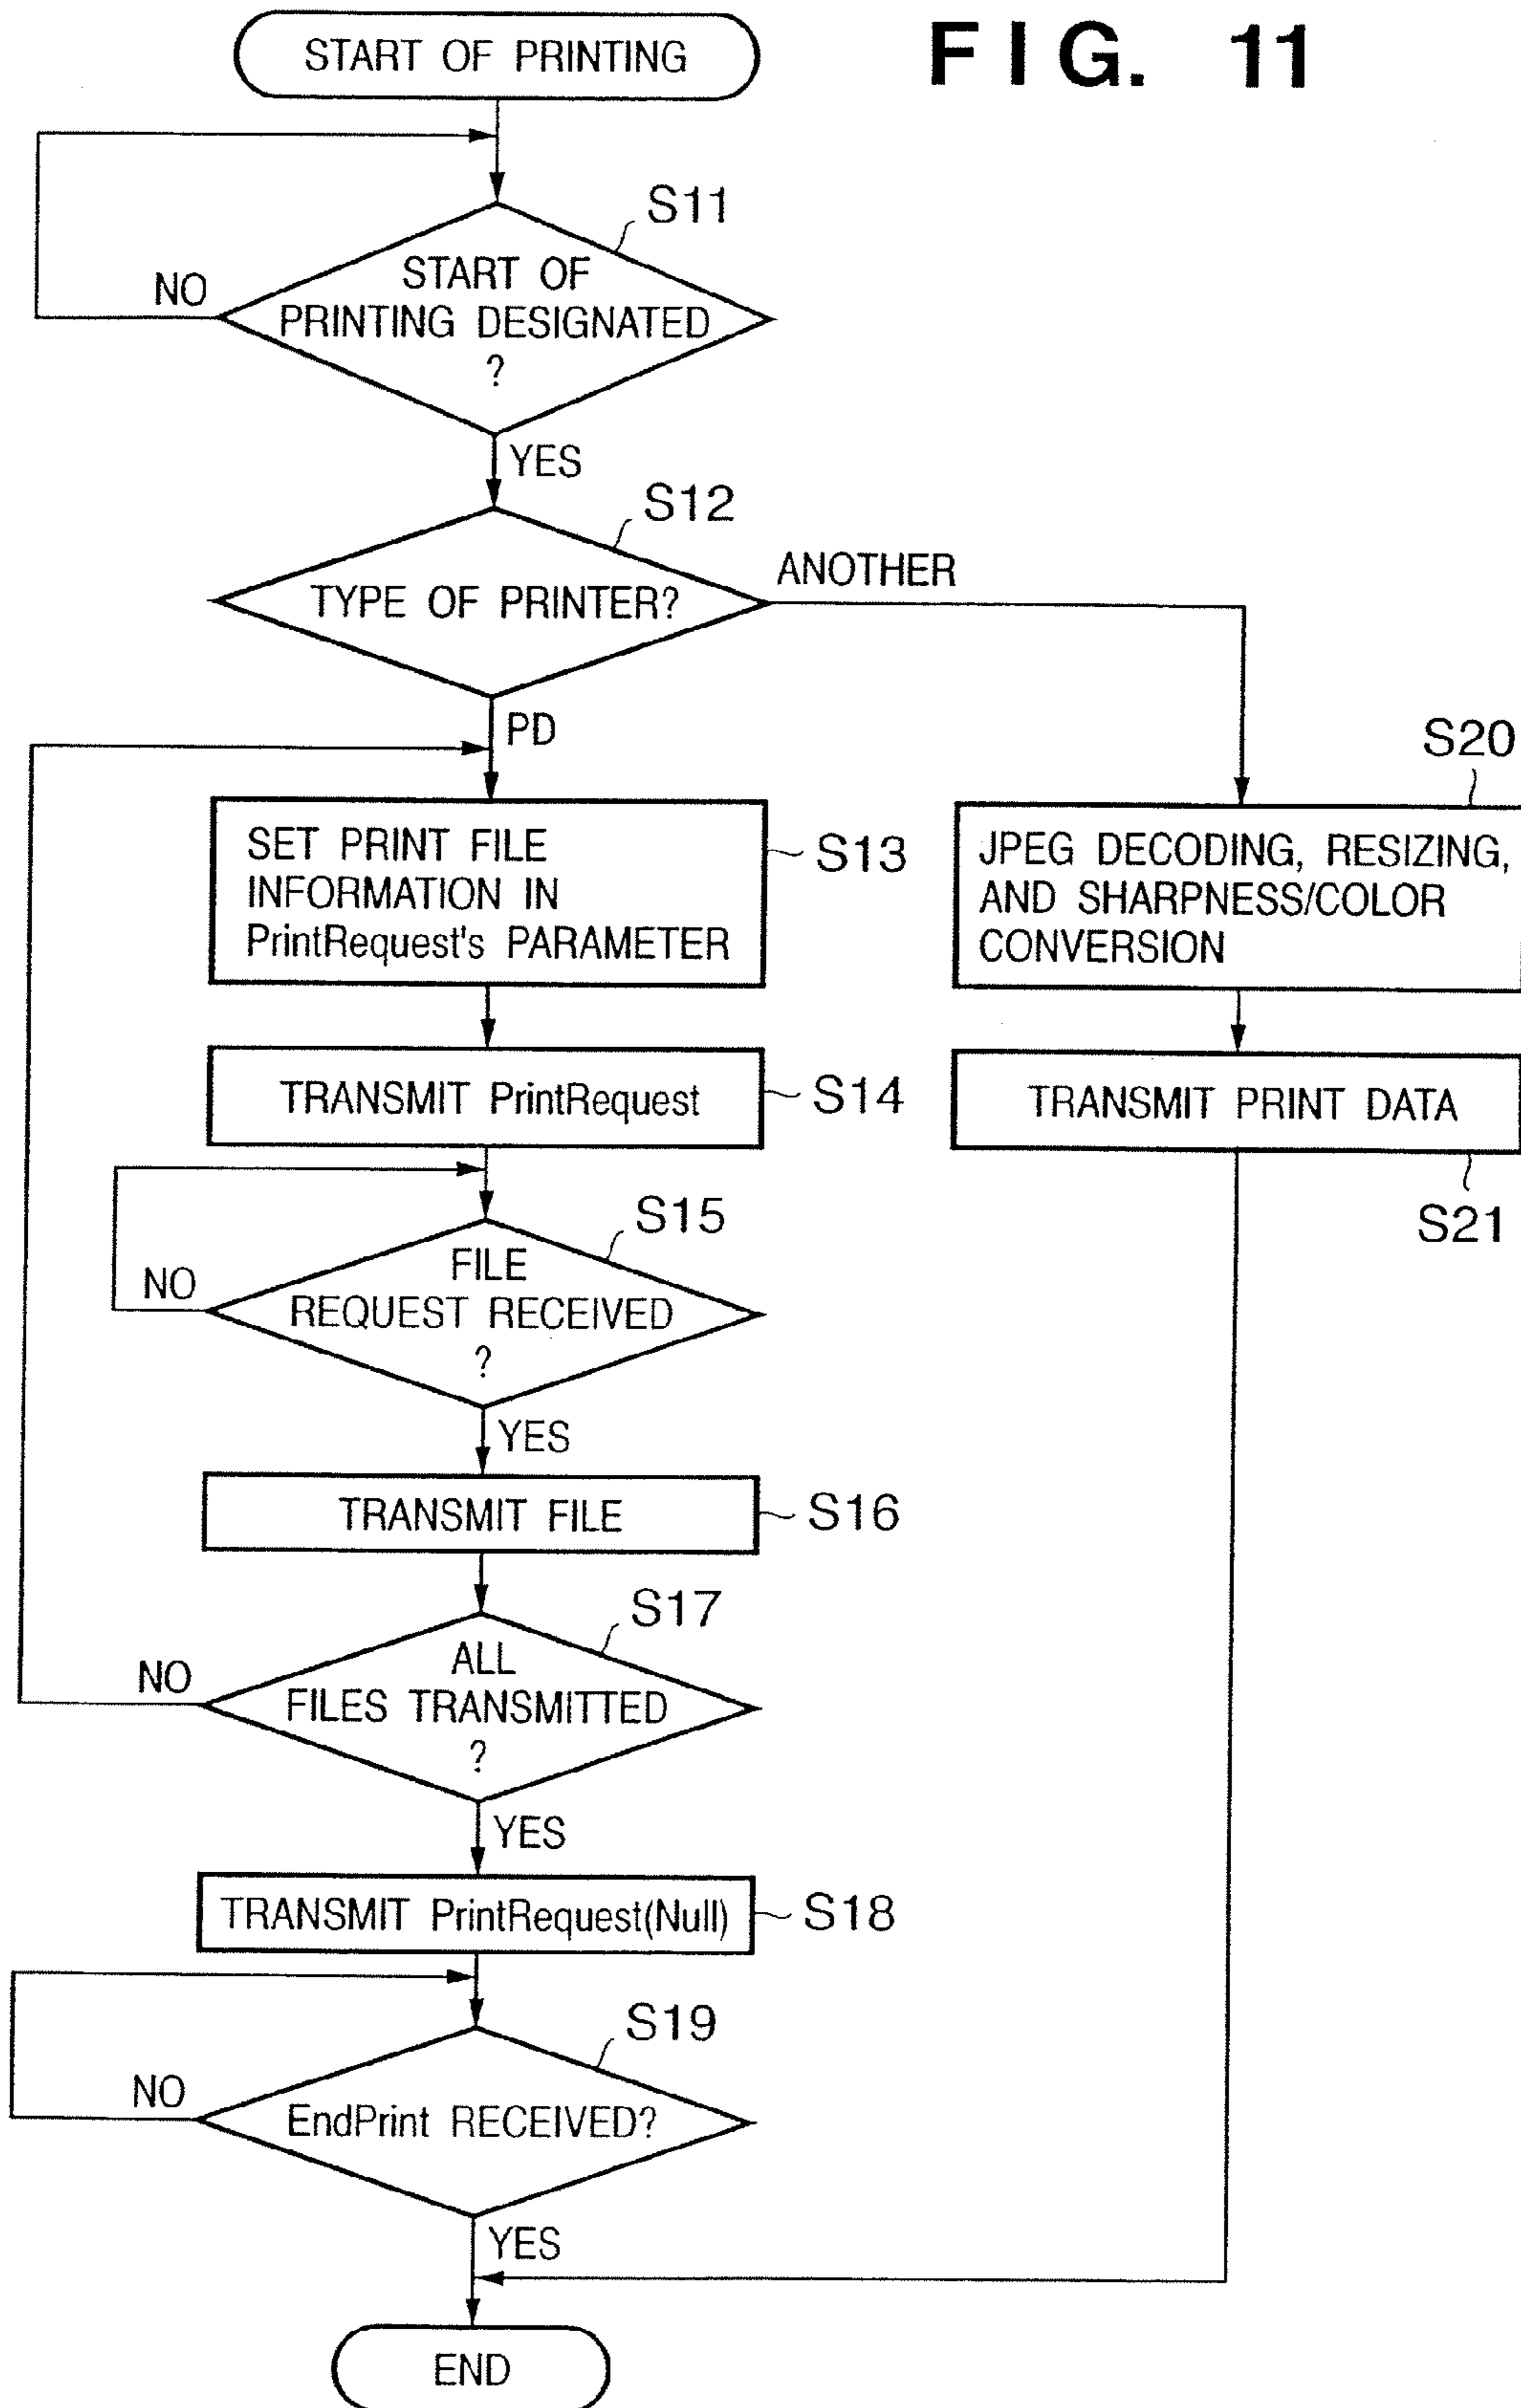 FIG. 11
START OF PRINTING
S11
START OF
PRINTING DESIGNATED
?
NO
YES
S12
TYPE OF PRINTER?
ANOTHER
PD
S13
SET PRINT FILE
INFORMATION IN
PrintRequest's PARAMETER
S20
JPEG DECODING, RESIZING,
AND SHARPNESS/COLOR
CONVERSION
TRANSMIT PrintRequest
S14
TRANSMIT PRINT DATA
S21
S15
FILE
REQUEST RECEIVED
?
NO
YES
TRANSMIT FILE
S16
S17
ALL
FILES TRANSMITTED
?
NO
YES
TRANSMIT PrintRequest(Null)
S18
S19
EndPrint RECEIVED?
NO
YES
END